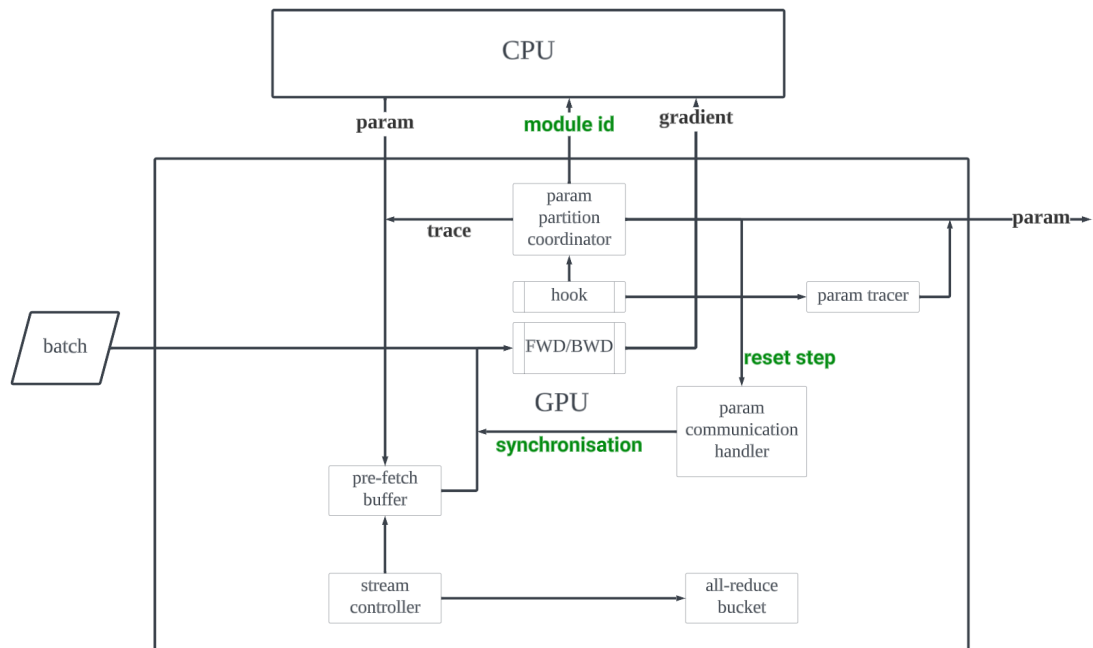 CPU
param
module id
gradient
param
partition
coordinator
trace
param
hook
param tracer
batch
FWD/BWD
reset step
GPU
param
communication
handler
synchronisation
pre-fetch
buffer
stream
controller
all-reduce
bucket